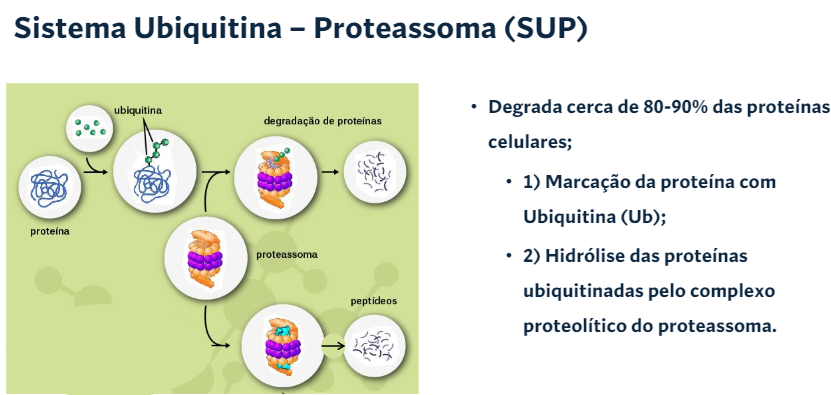 Sistema Ubiquitina – Proteassoma (SUP)
ubiquitina
degradação de proteínas
proteína
proteassoma
peptídeos
• Degrada cerca de 80-90% das proteínas
celulares;
• 1) Marcação da proteína com
Ubiquitina (Ub);
• 2) Hidrólise das proteínas
ubiquitinadas pelo complexo
proteolítico do proteassoma.